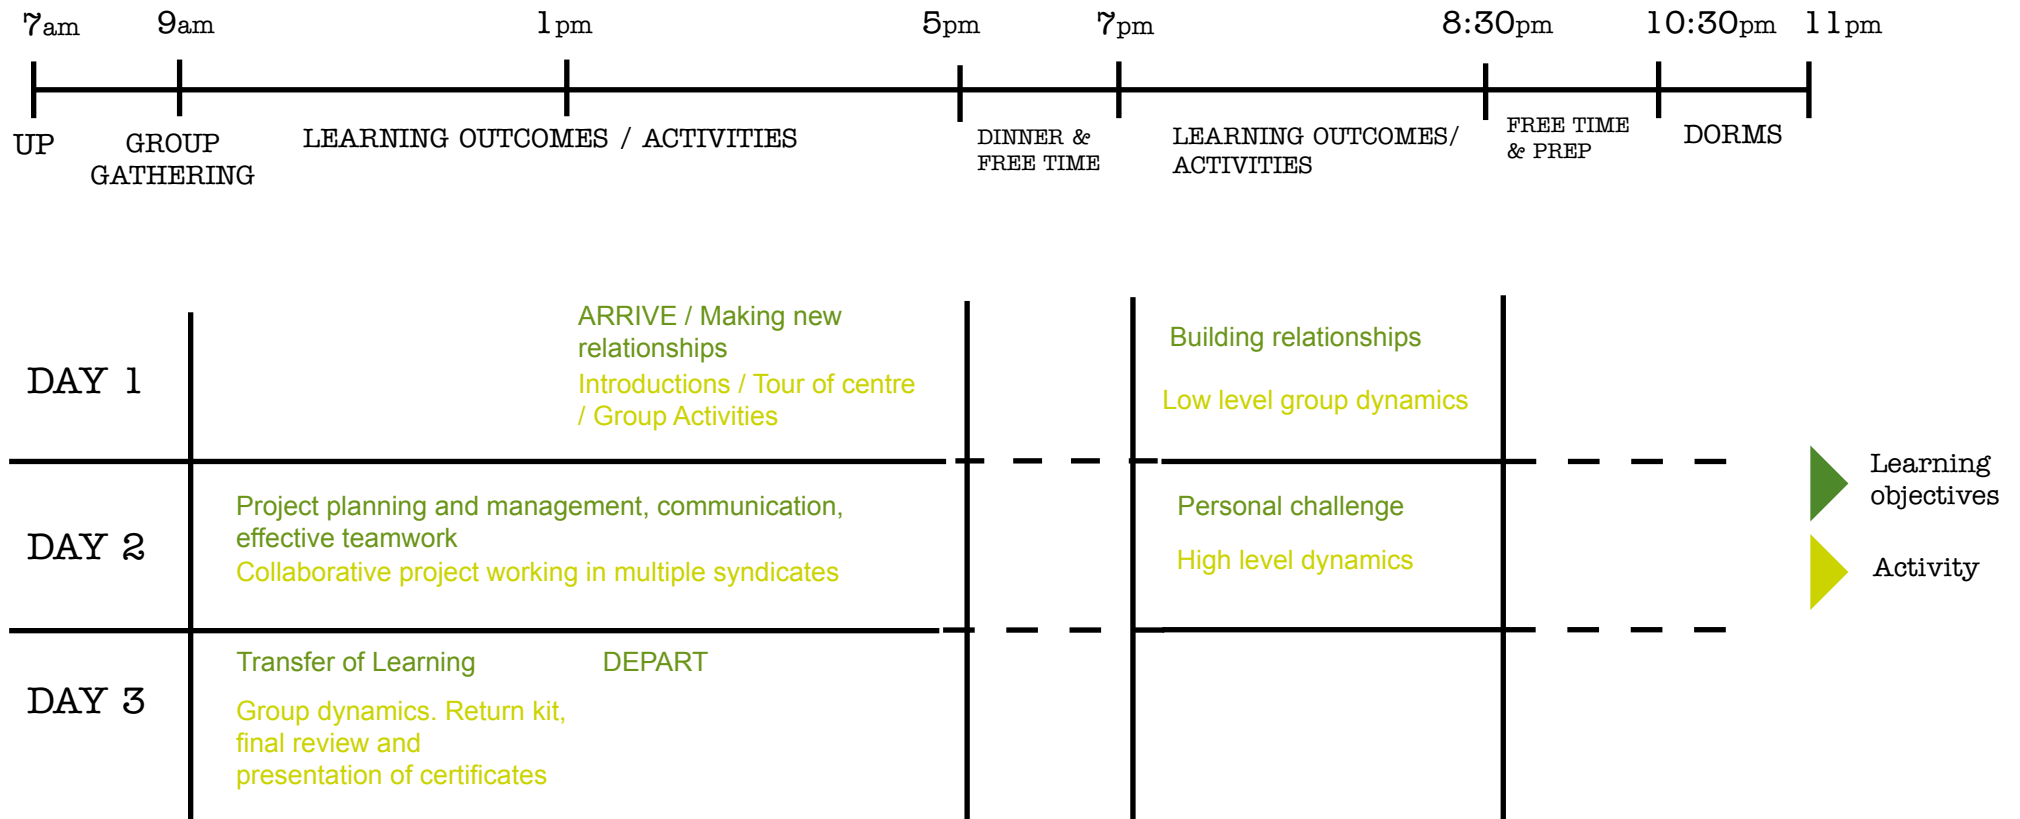 7am 9am 1pm 5pm 7pm 8:30pm 10:30pm 11pm
UP
GROUP
GATHERING
LEARNING OUTCOMES / ACTIVITIES
DINNER &
FREE TIME
LEARNING OUTCOMES/
ACTIVITIES
FREE TIME
& PREP
DORMS
DAY 1
ARRIVE / Making new
relationships
Introductions / Tour of centre
/ Group Activities
Building relationships
Low level group dynamics
DAY 2
Project planning and management, communication,
effective teamwork
Collaborative project working in multiple syndicates
Personal challenge
High level dynamics
DAY 3
Transfer of Learning
Group dynamics. Return kit,
final review and
presentation of certificates
DEPART
Learning
objectives
Activity